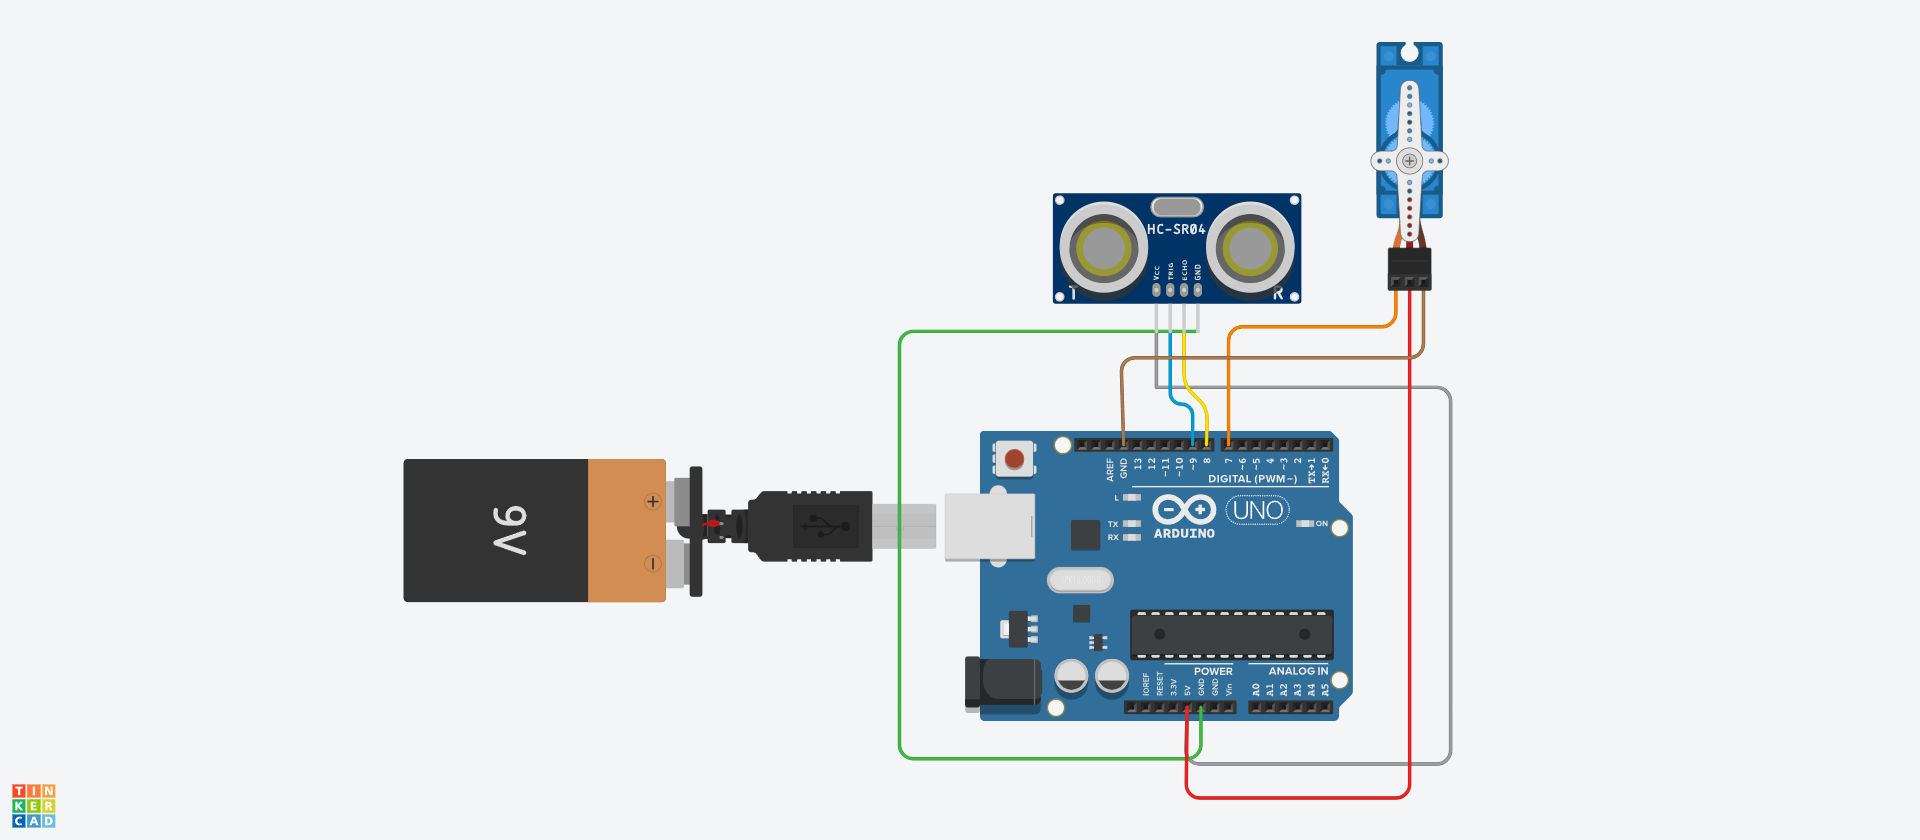 HC-SR04
VCC
TRIG
ECHO
GND
T
R
AREF
GND
13
12
~11
~10
~9
8
7
~6
~5
4
~3
2
TX→1
RX←0
DIGITAL (PWM~)
L
TX
RX
UNO
ON
ARDUINO
9V
+
−
POWER
ANALOG IN
IOREF
RESET
3.3V
5V
GND
GND
Vin
A0
A1
A2
A3
A4
A5
TIN
KER
CAD